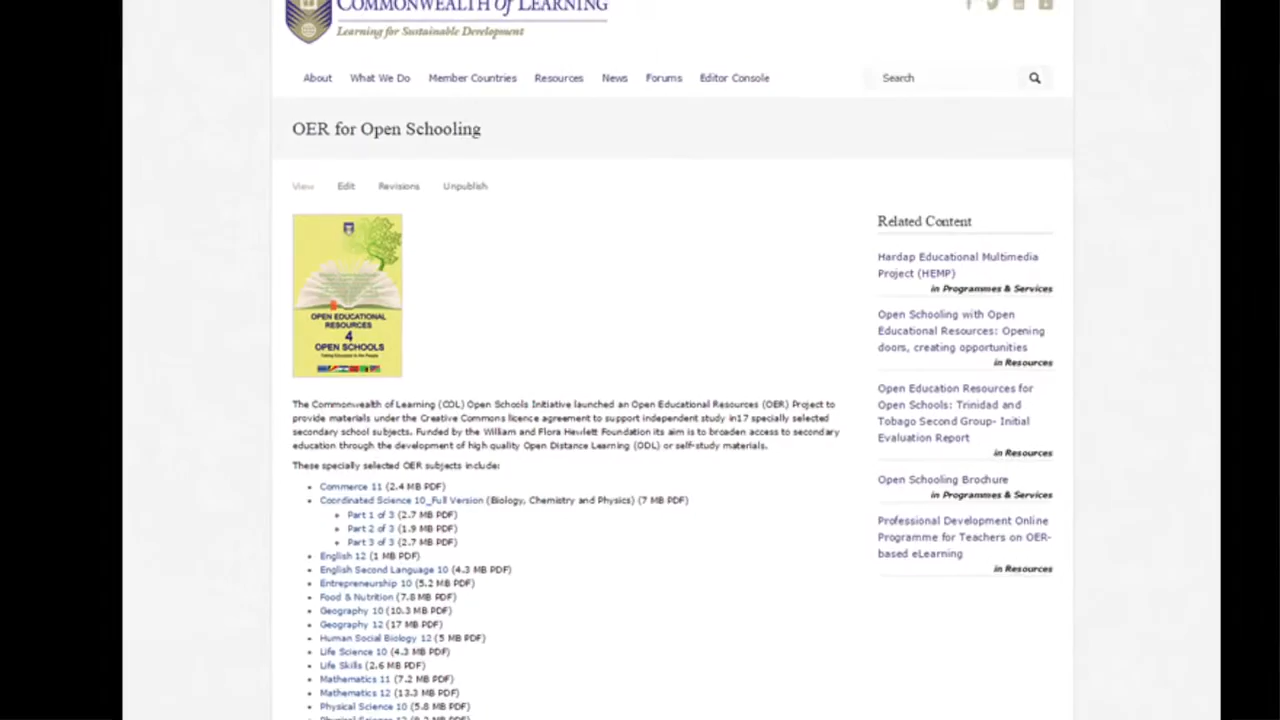 COMMONWEALTH of LEARNING
Learning for Sustainable Development
About What We Do Member Countries Resources News Forums Editor Console
Search
OER for Open Schooling
View Edit Revisions Unpublish
OPEN EDUCATIONAL
RESOURCES
4
OPEN SCHOOLS
Taking Education to the People
The Commonwealth of Learning (COL) Open Schools Initiative launched an Open Educational Resources (OER) Project to
provide materials under the Creative Commons licence agreement to support independent study in17 specially selected
secondary school subjects. Funded by the William and Flora Hewlett Foundation its aim is to broaden access to secondary
education through the development of high quality Open Distance Learning (ODL) or self-study materials.
These specially selected OER subjects include:
Commerce 11 (2.4 MB PDF)
Coordinated Science 10_Full Version (Biology, Chemistry and Physics) (7 MB PDF)
Part 1 of 3 (2.7 MB PDF)
Part 2 of 3 (1.9 MB PDF)
Part 3 of 3 (2.7 MB PDF)
English 12 (1 MB PDF)
English Second Language 10 (4.3 MB PDF)
Entrepreneurship 10 (5.2 MB PDF)
Food & Nutrition (7.8 MB PDF)
Geography 10 (10.3 MB PDF)
Geography 12 (17 MB PDF)
Human Social Biology 12 (5 MB PDF)
Life Science 10 (4.3 MB PDF)
Life Skills (2.6 MB PDF)
Mathematics 11 (7.2 MB PDF)
Mathematics 12 (13.3 MB PDF)
Physical Science 10 (5.8 MB PDF)
Related Content
Hardap Educational Multimedia
Project (HEMP)
in Programmes & Services
Open Schooling with Open
Educational Resources: Opening
doors, creating opportunities
in Resources
Open Education Resources for
Open Schools: Trinidad and
Tobago Second Group- Initial
Evaluation Report
in Resources
Open Schooling Brochure
in Programmes & Services
Professional Development Online
Programme for Teachers on OER-
based eLearning
in Resources